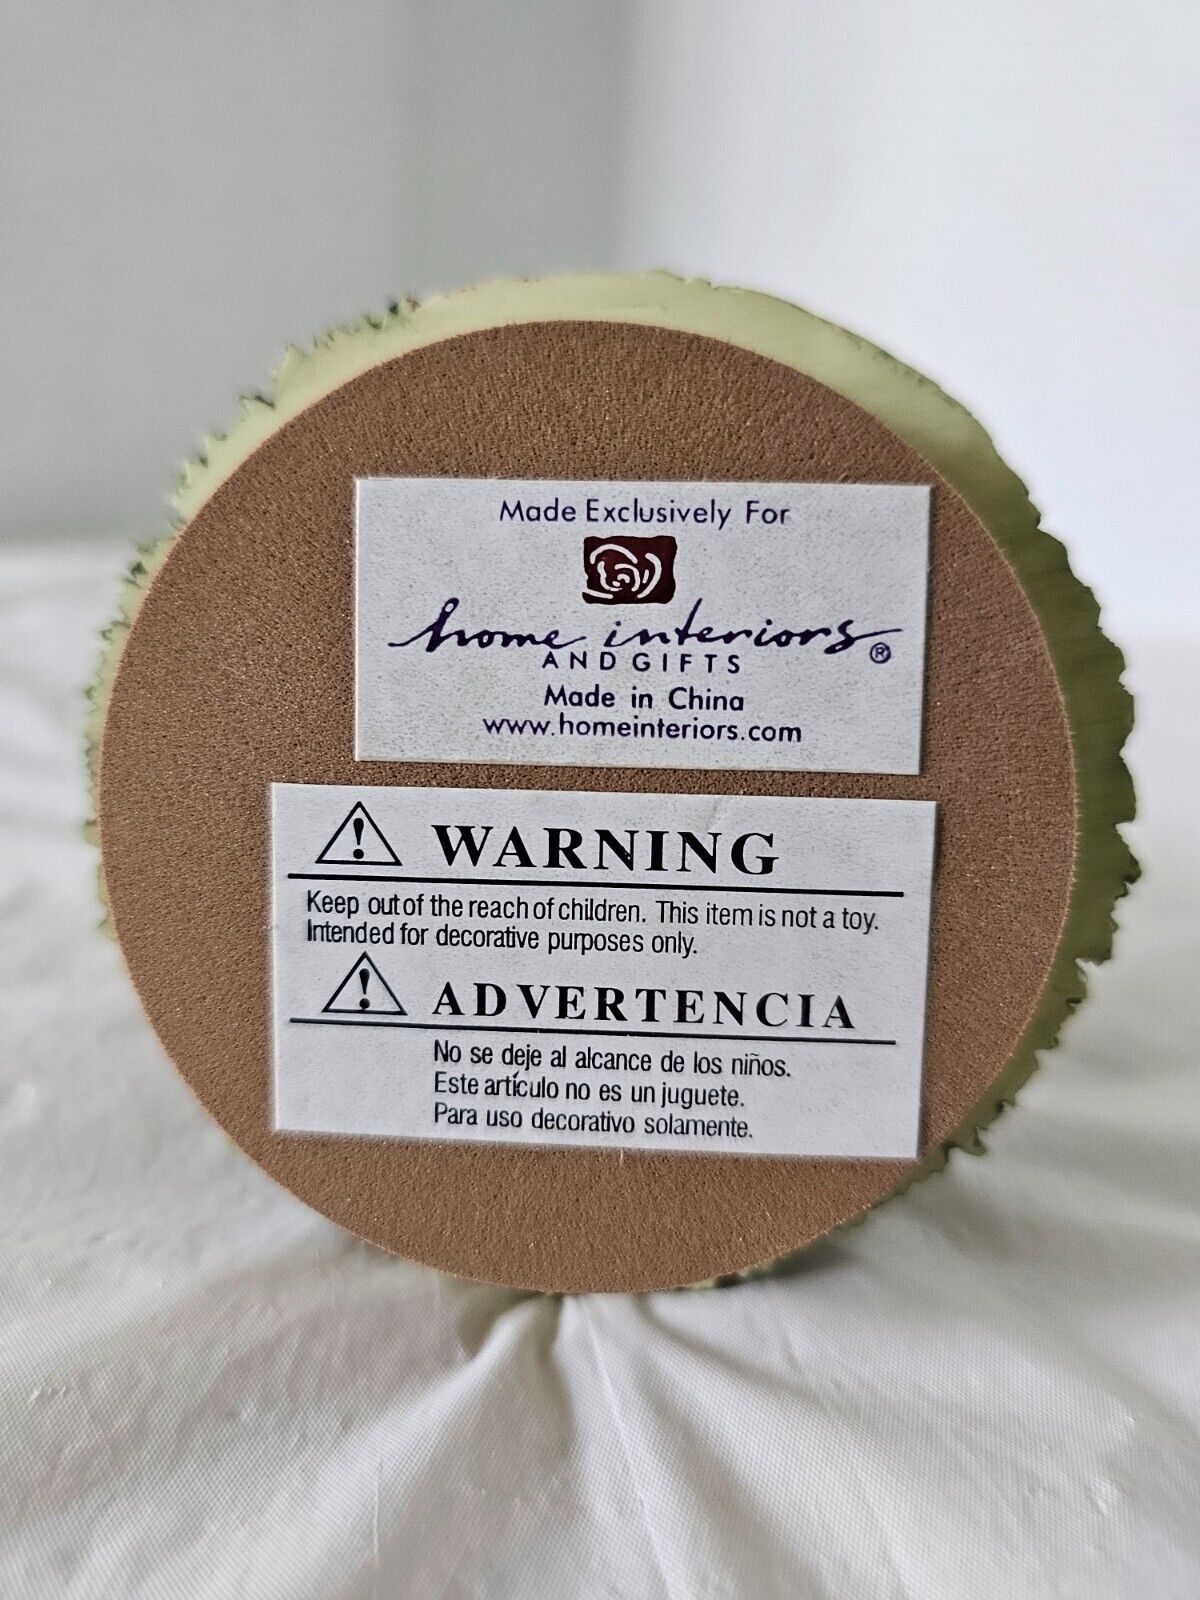 Made Exclusively For
home interiors®
AND GIFTS
Made in China
www.homeinteriors.com
WARNING
Keep out of the reach of children. This item is not a toy.
Intended for decorative purposes only.
ADVERTENCIA
No se deje al alcance de los niños.
Este artículo no es un juguete.
Para uso decorativo solamente.